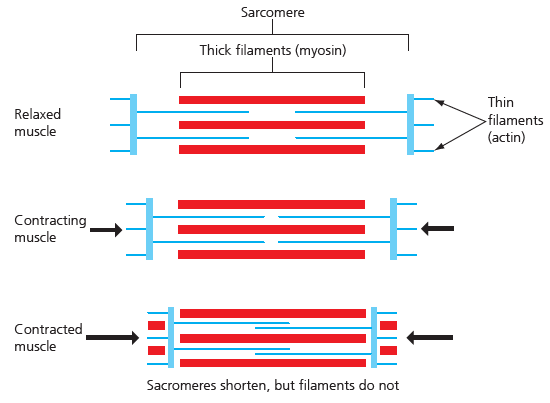 Sarcomere
Thick filaments (myosin)
Relaxed
muscle
Thin
filaments
(actin)
Contracting
muscle
Contracted
muscle
Sacromeres shorten, but filaments do not